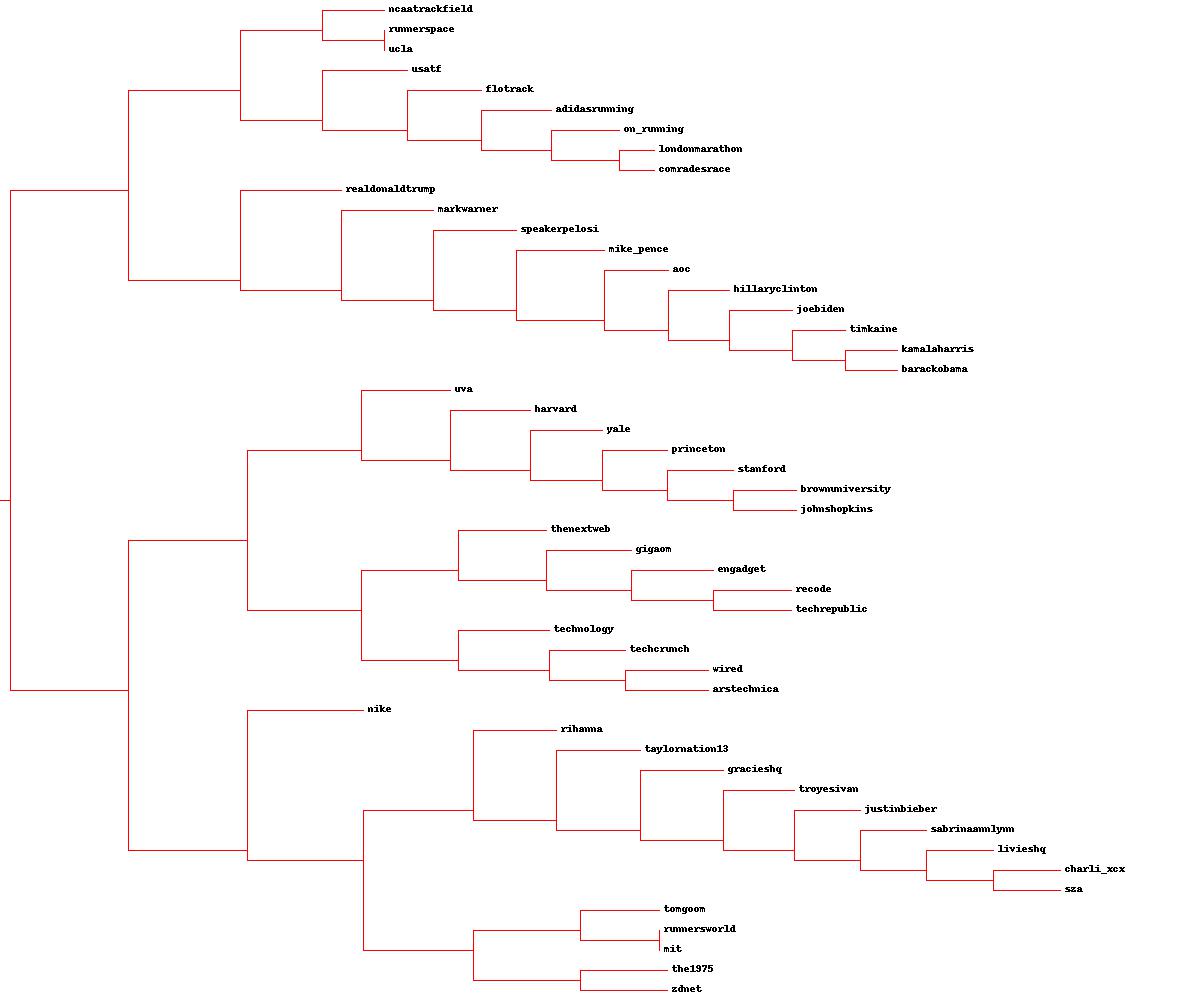 ncaatrackfield
runnerspace
ucla
usatf
flotrack
adidasrunning
on_running
londonmarathon
comradesrace
realdonaldtrump
markwarner
speakerpelosi
mike_pence
aoc
hillaryclinton
joebiden
timkaine
kamalaharris
barackobama
uva
harvard
yale
princeton
stanford
brownuniversity
johnshopkins
thenextweb
gigaom
engadget
recode
techrepublic
technology
techcrunch
wired
arstechnica
nike
rihanna
taylornation13
gracieshq
troyesivan
justinbieber
sabrinaannlynn
livieshq
charli_xcx
sza
tomgoom
runnersworld
mit
the1975
zdnet